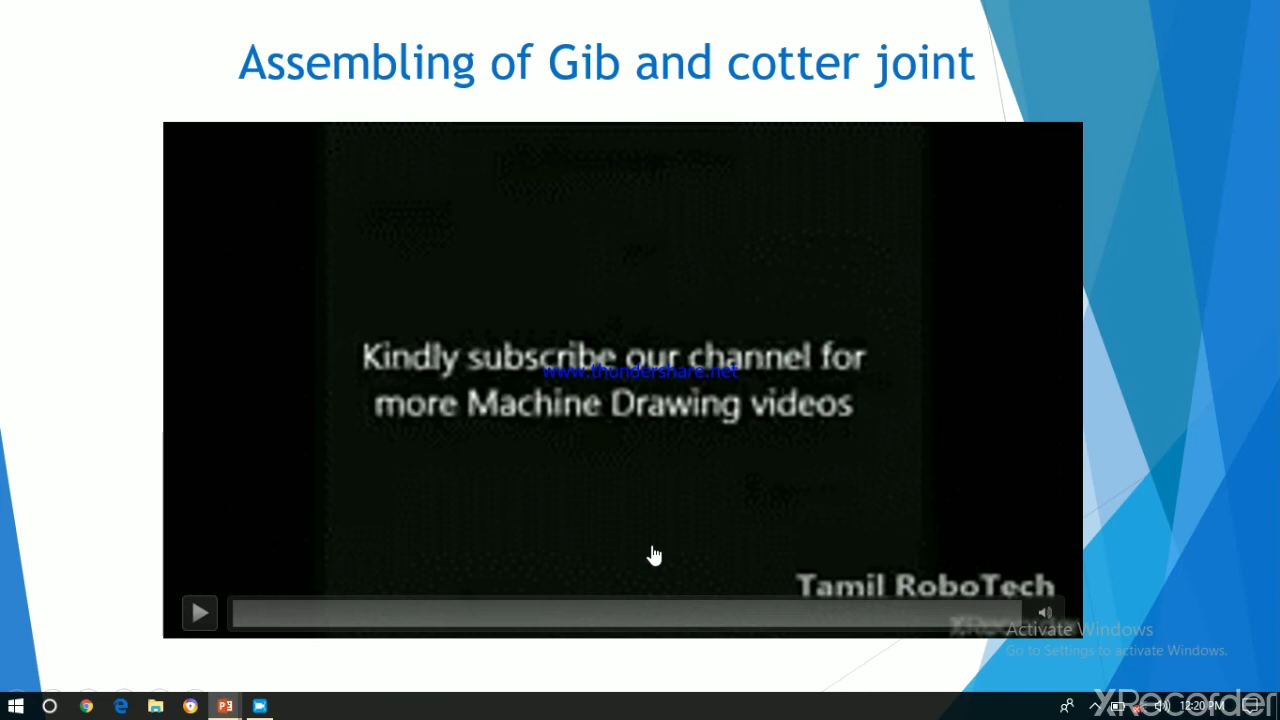 Assembling of Gib and cotter joint
Kindly subscribe our channel for
www.thundershare.net
more Machine Drawing videos
Tamil RoboTech
Activate Windows
Go to Settings to activate Windows.
XRecorder
12:20 PM